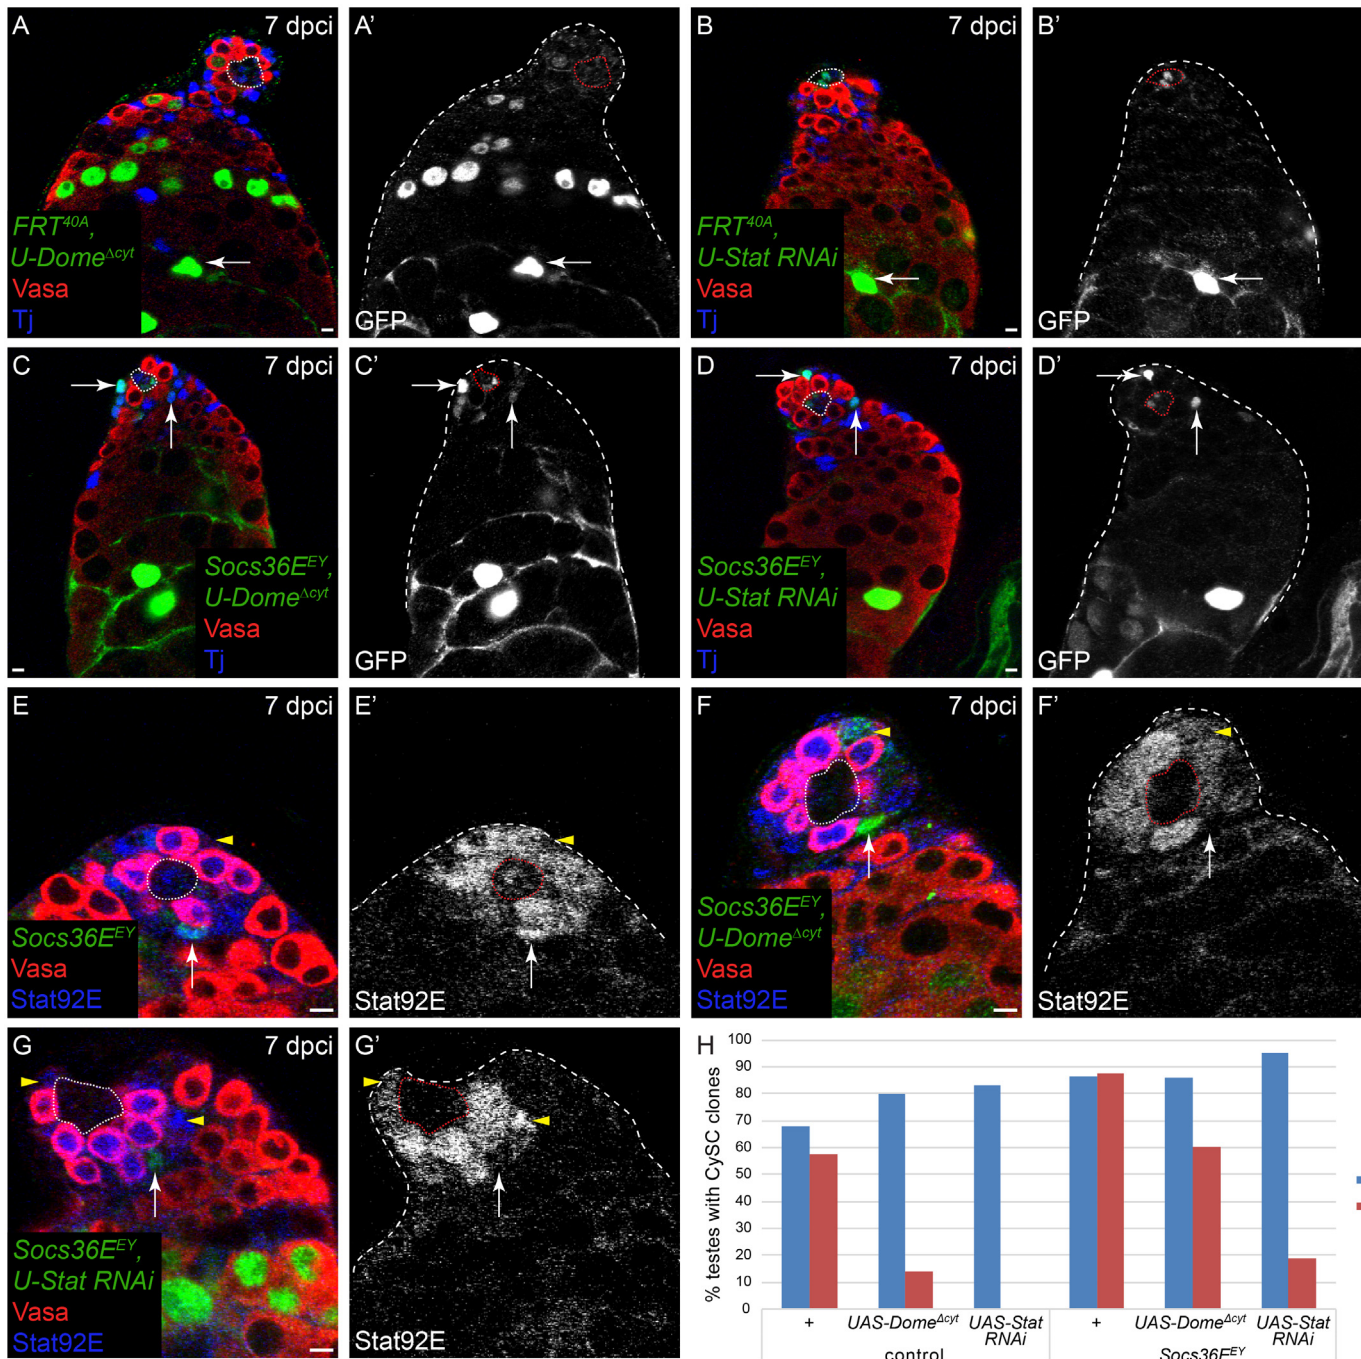 A 7 dpci
FRT40A,
U-DomeΔcyt
Vasa
Tj
A'
GFP
B 7 dpci
FRT40A,
U-Stat RNAi
Vasa
Tj
B'
GFP
C 7 dpci
Socs36EEY,
U-DomeΔcyt
Vasa
Tj
C'
GFP
D 7 dpci
Socs36EEY,
U-Stat RNAi
Vasa
Tj
D'
GFP
E 7 dpci
Socs36EEY
Vasa
Stat92E
E'
Stat92E
F 7 dpci
Socs36EEY,
U-DomeΔcyt
Vasa
Stat92E
F'
Stat92E
G 7 dpci
Socs36EEY,
U-Stat RNAi
Vasa
Stat92E
G'
Stat92E
H
% testes with CySC clones
100
90
80
70
60
50
40
30
20
10
0
+ UAS-DomeΔcyt UAS-Stat RNAi + UAS-DomeΔcyt UAS-Stat RNAi
control Socs36EEY